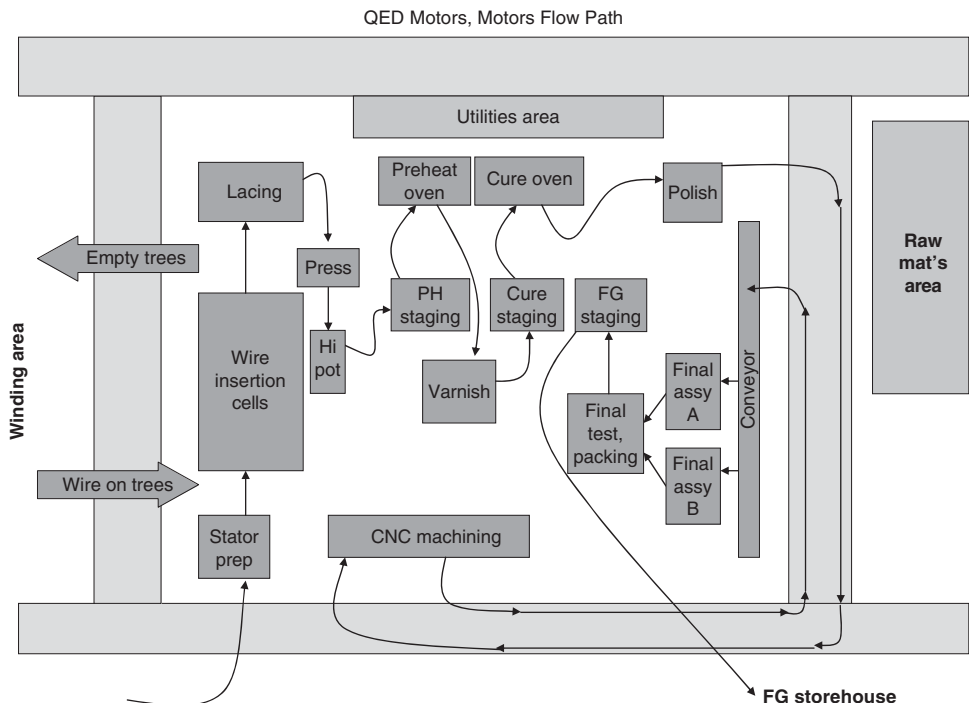 QED Motors, Motors Flow Path
Utilities area
Lacing
Preheat
oven
Cure oven
Polish
Empty trees
Press
Raw
mat's
area
PH
staging
Cure
staging
FG
staging
Hi
pot
Wire
insertion
cells
Varnish
Winding area
Final
assy
A
Conveyor
Final
test,
packing
Final
assy
B
Wire on trees
Stator
prep
CNC machining
FG storehouse